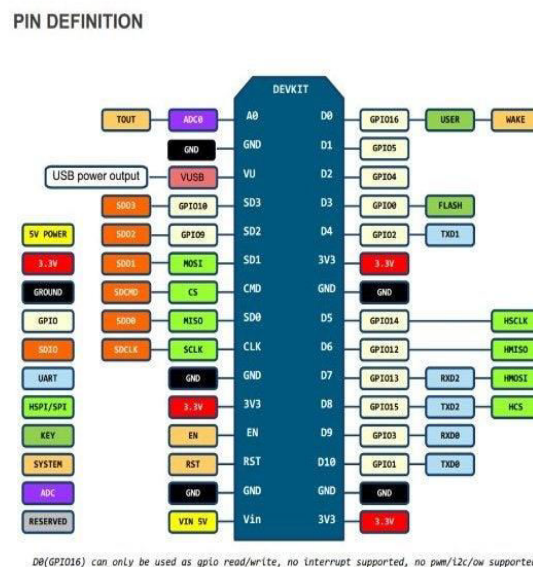 PIN DEFINITION
DEVKIT
TOUT ADC0 A0 D0 GPIO16 USER WAKE
GND GND D1 GPIO5
USB power output VUSB VU D2 GPIO4
SDD3 GPIO10 SD3 D3 GPIO0 FLASH
5V POWER SDD2 GPIO9 SD2 D4 GPIO2 TXD1
3.3V SDD1 MOSI SD1 3V3 3.3V
GROUND SDCMD CS CMD GND GND
GPIO SDD0 MISO SD0 D5 GPIO14 HSCLK
SDIO SDCLK SCLK CLK D6 GPIO12 HMISO
UART GND GND D7 GPIO13 RXD2 HMOSI
HSPI/SPI 3.3V 3V3 D8 GPIO15 TXD2 HCS
KEY EN EN D9 GPIO3 RXD0
SYSTEM RST RST D10 GPIO1 TXD0
ADC GND GND GND GND
RESERVED VIN 5V Vin 3V3 3.3V
D0(GPIO16) can only be used as gpio read/write, no interrupt supported, no pwm/i2c/ow supported